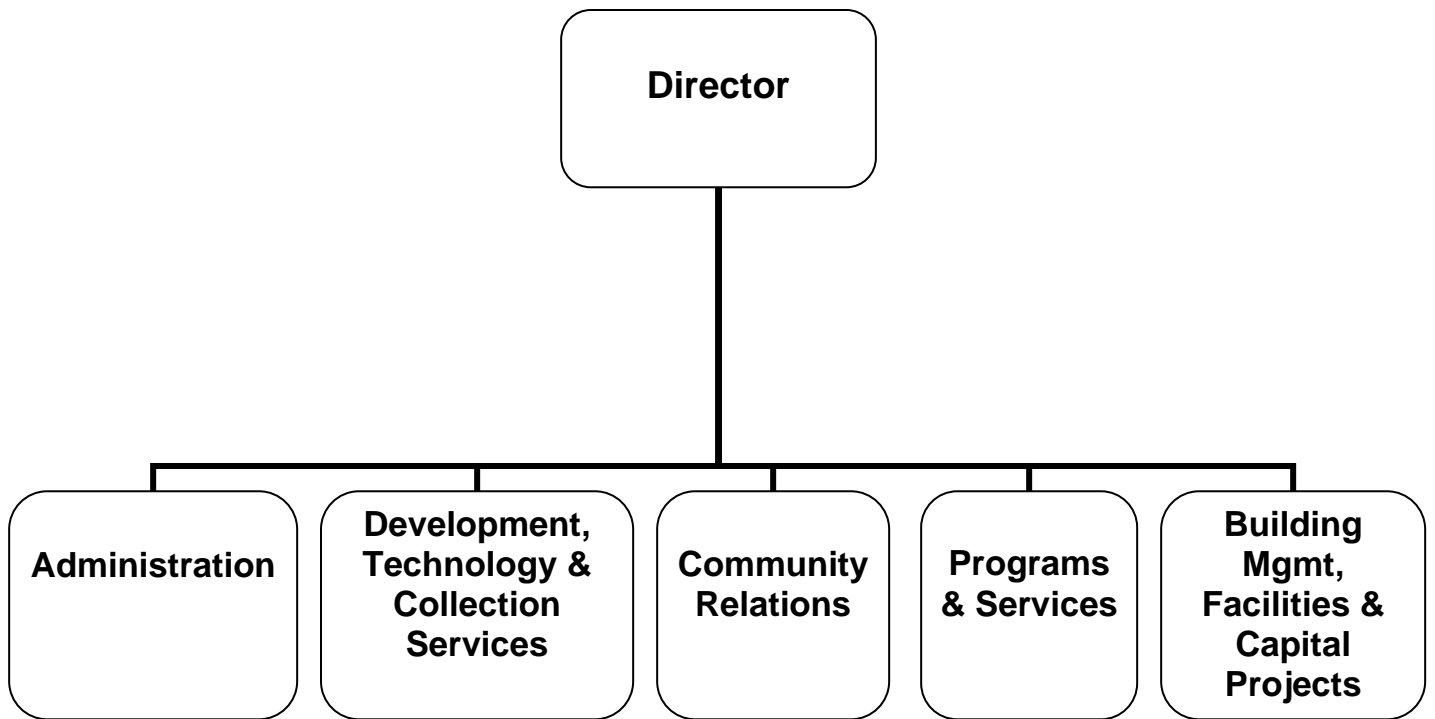 Director
Administration
Development,
Technology &
Collection
Services
Community
Relations
Programs
& Services
Building
Mgmt,
Facilities &
Capital
Projects